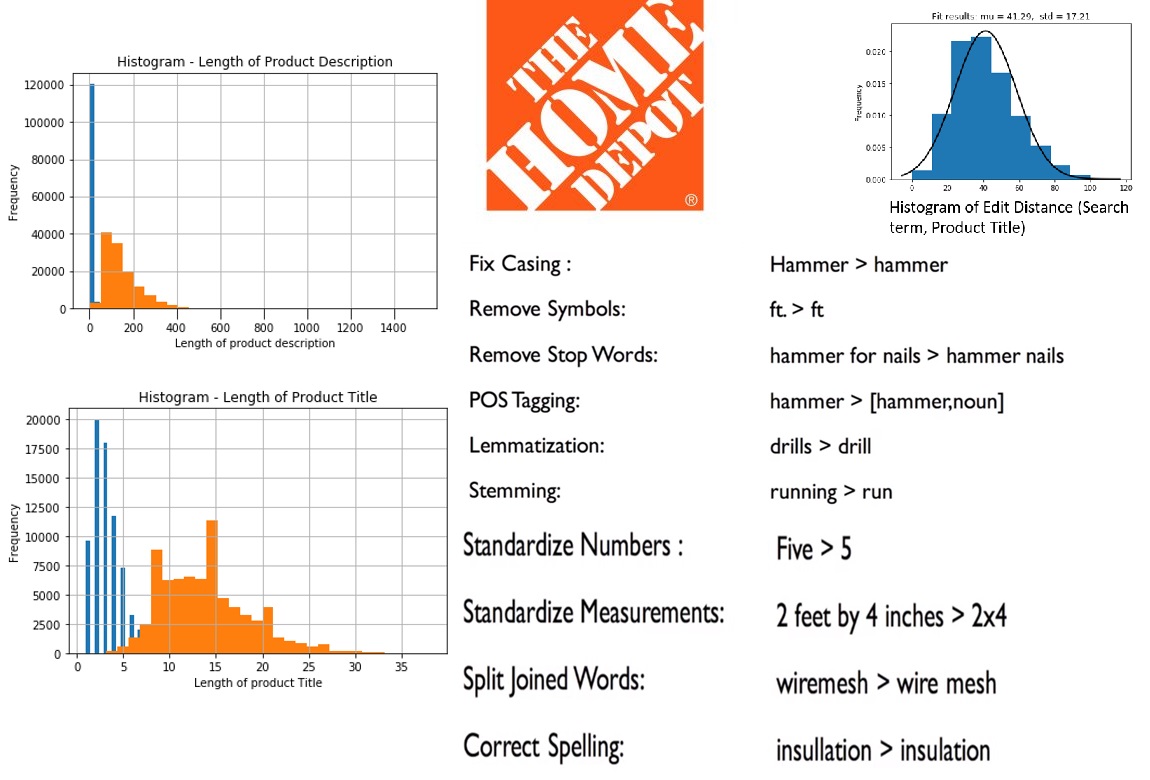 Histogram - Length of Product Description
120000
100000
80000
60000
40000
20000
0
Frequency
0 200 400 600 800 1000 1200 1400
Length of product description
Histogram - Length of Product Title
20000
17500
15000
12500
10000
7500
5000
2500
0
Frequency
0 5 10 15 20 25 30 35
Length of product Title
THE
HOME
DEPOT
®
Fit results: mu = 41.29, std = 17.21
0.020
0.015
0.010
0.005
0.000
Frequency
0 20 40 60 80 100 120
Histogram of Edit Distance (Search
term, Product Title)
Fix Casing : Hammer > hammer
Remove Symbols: ft. > ft
Remove Stop Words: hammer for nails > hammer nails
POS Tagging: hammer > [hammer,noun]
Lemmatization: drills > drill
Stemming: running > run
Standardize Numbers : Five > 5
Standardize Measurements: 2 feet by 4 inches > 2x4
Split Joined Words: wiremesh > wire mesh
Correct Spelling: insullation > insulation